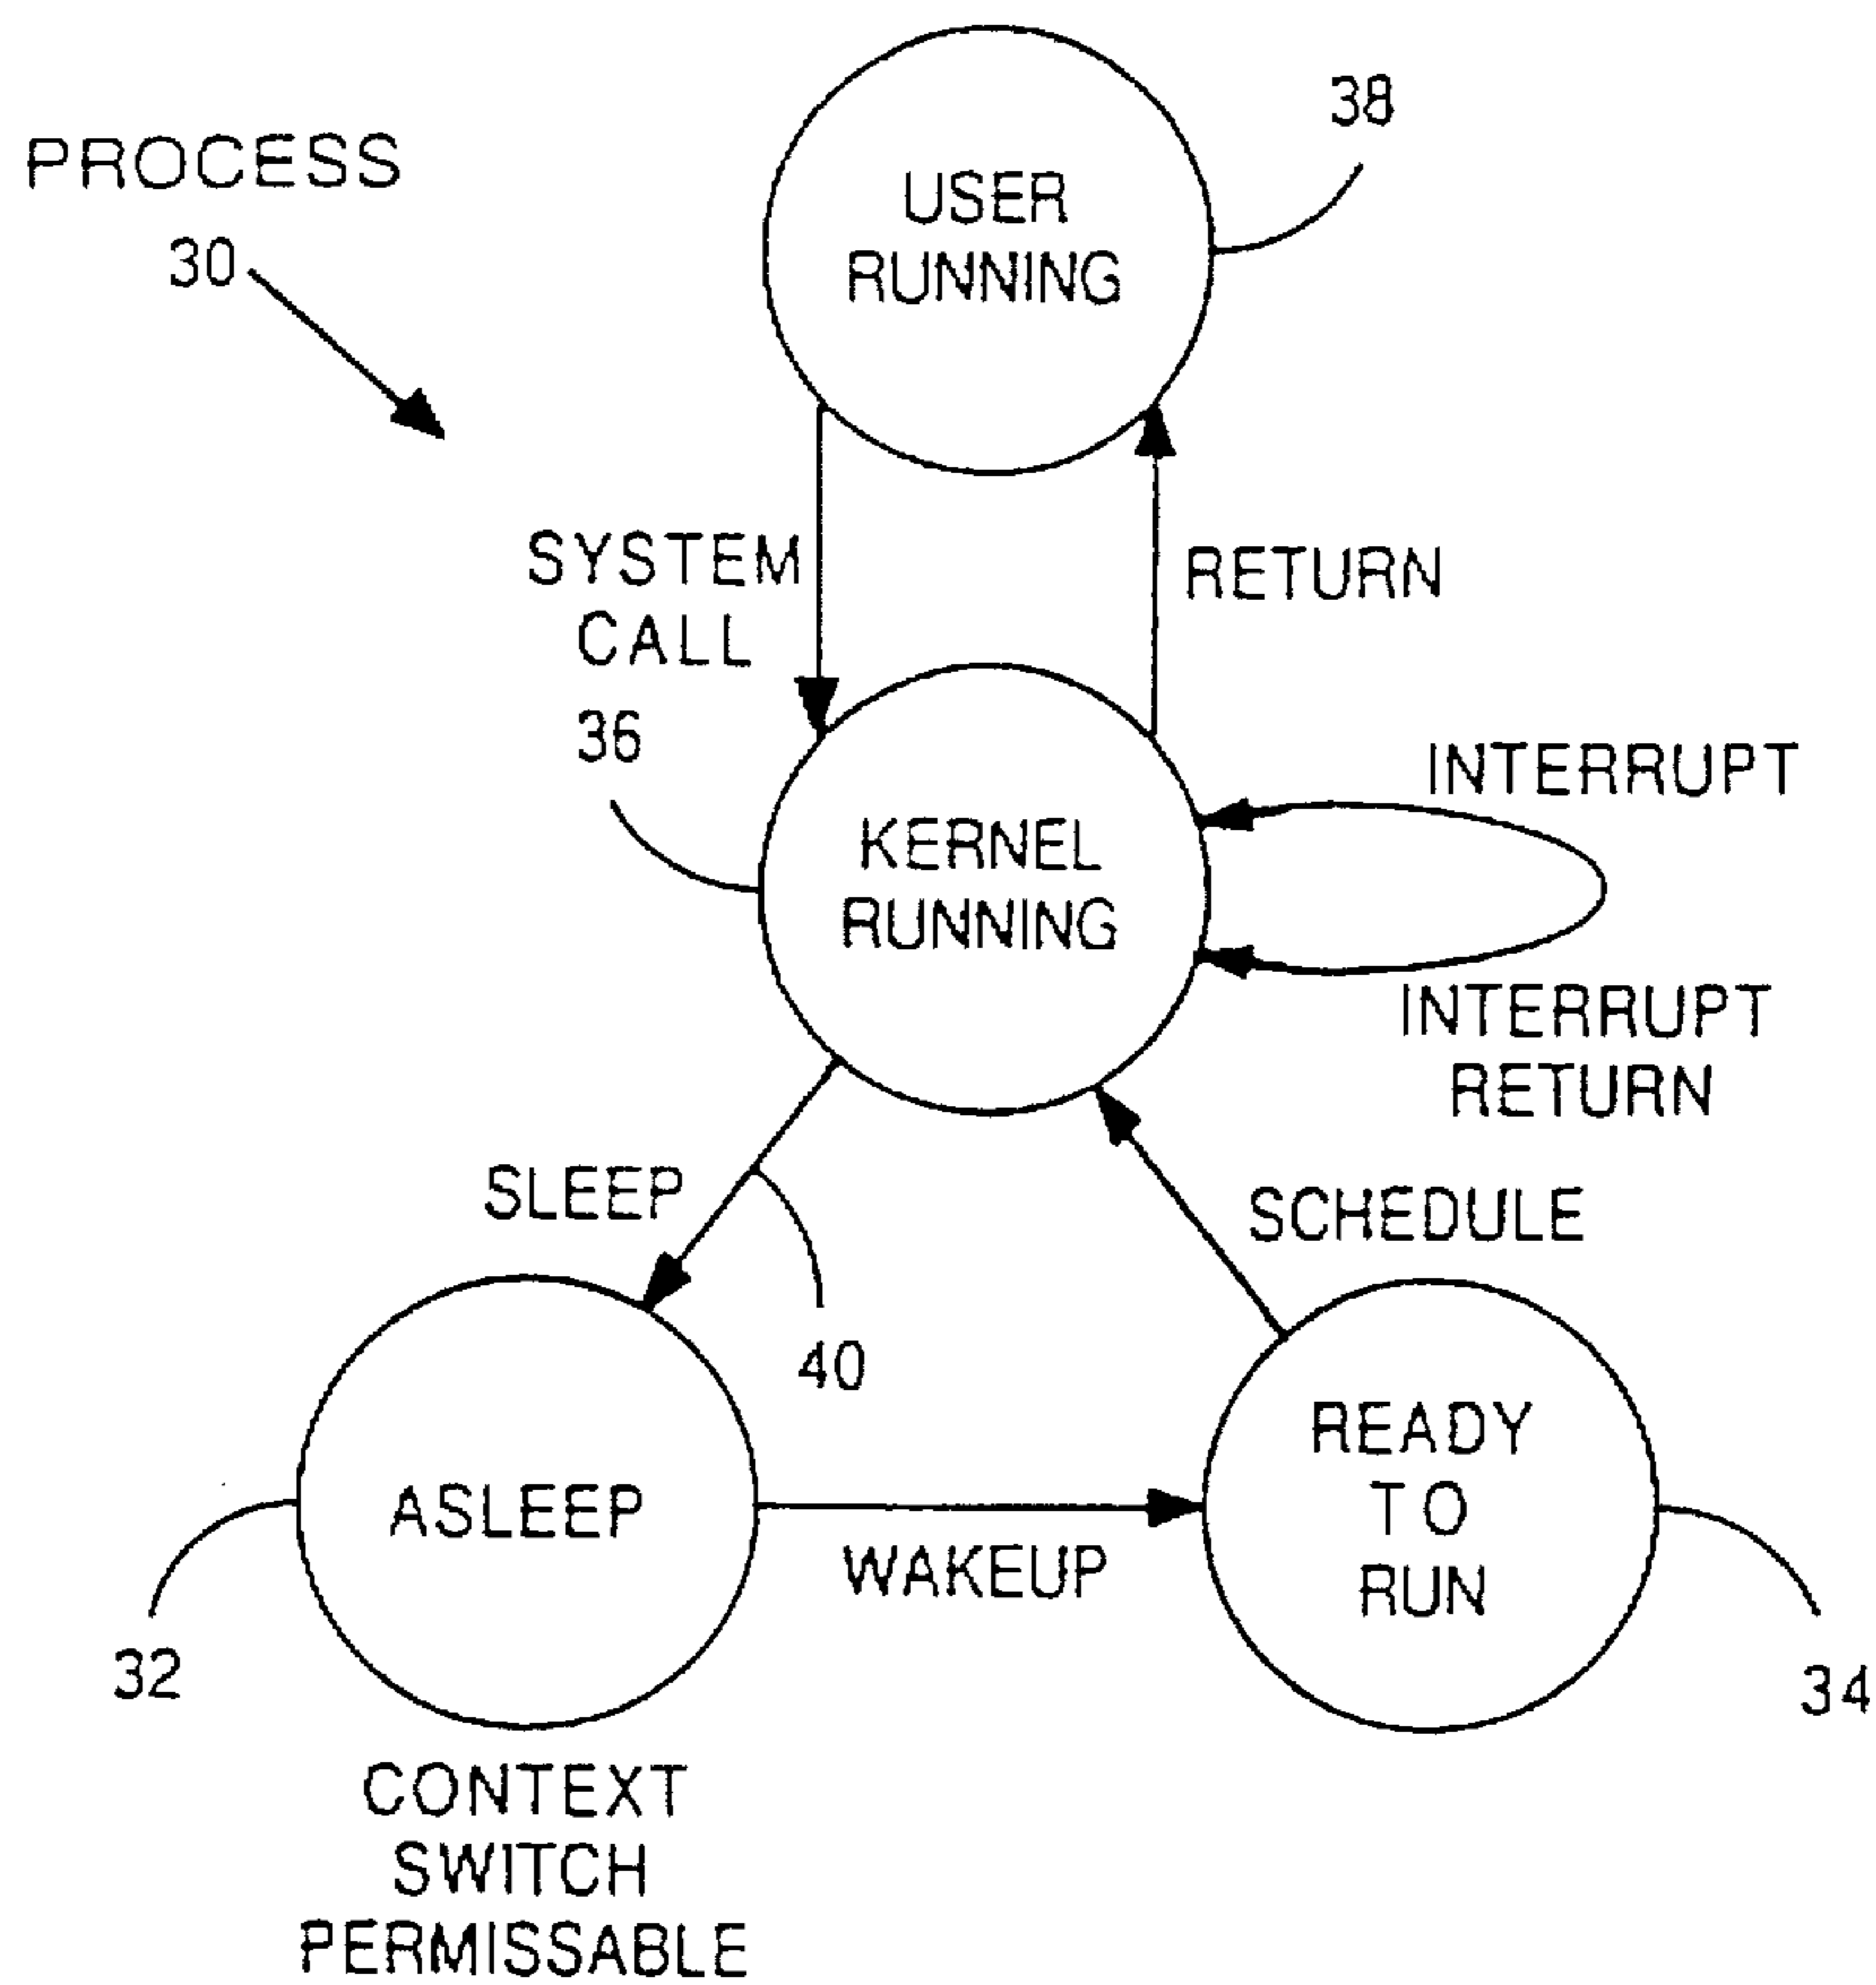 PROCESS
30
38
USER
RUNNING
SYSTEM
CALL
RETURN
36
KERNEL
RUNNING
INTERRUPT
INTERRUPT
RETURN
SLEEP
SCHEDULE
40
ASLEEP
READY
TO
RUN
WAKEUP
32
34
CONTEXT
SWITCH
PERMISSABLE